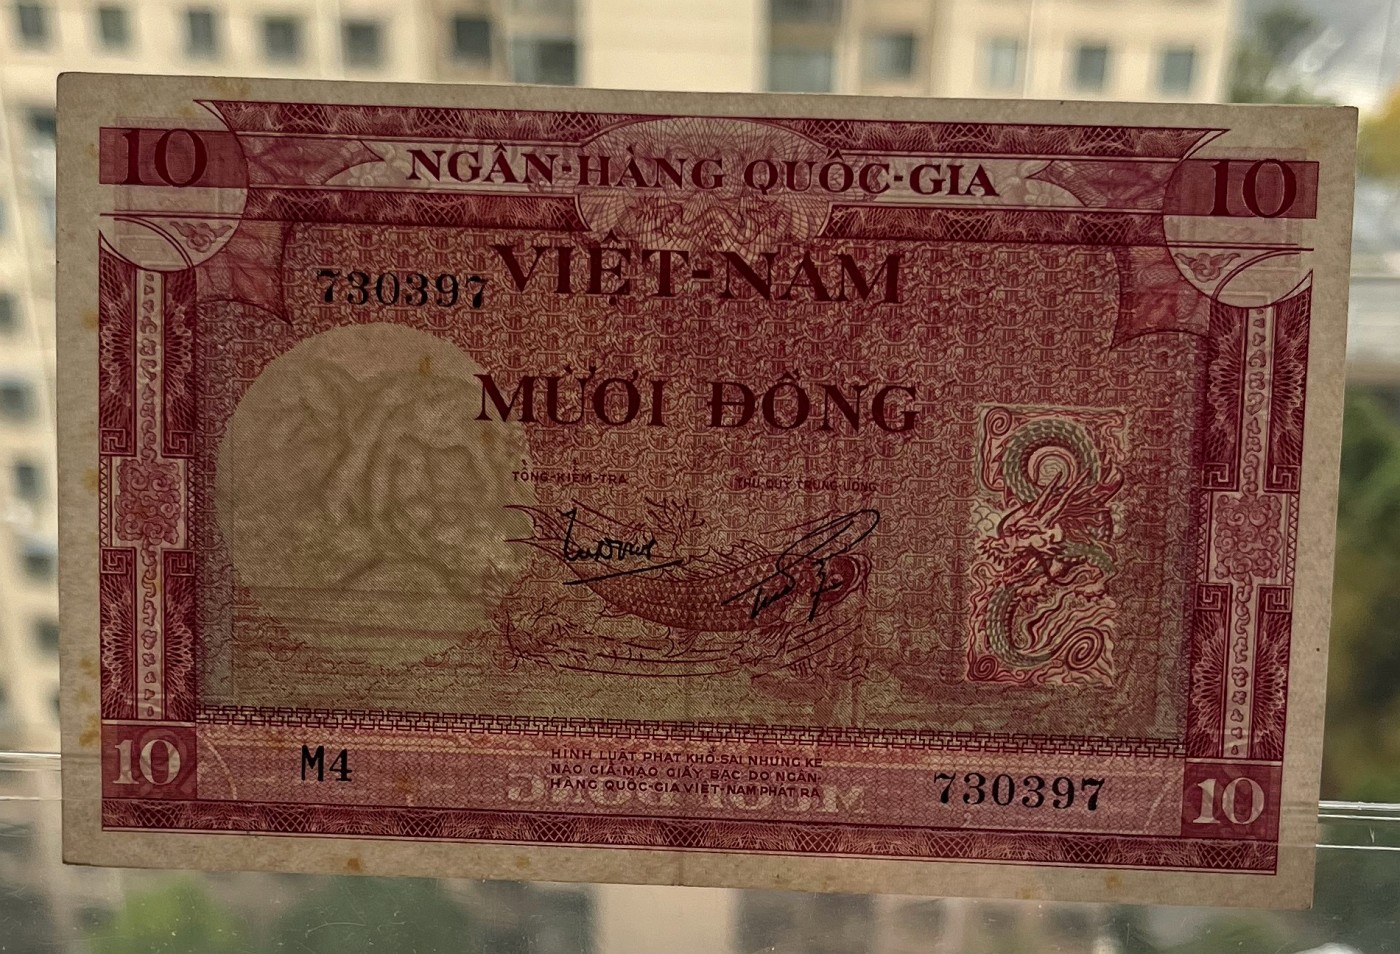 10
NGÂN-HÀNG QUỐC-GIA
10
730397
VIỆT-NAM
MƯỜI ĐỒNG
TỔNG-KIỂM-TRA
THỦ-QUỸ TRUNG-ƯƠNG
10
M4
HÌNH LUẬT PHẠT KHỔ-SAI NHỮNG KẺ
NÀO GIẢ-MẠO GIẤY BẠC DO NGÂN-
HÀNG QUỐC-GIA VIỆT-NAM PHÁT RA
730397
10